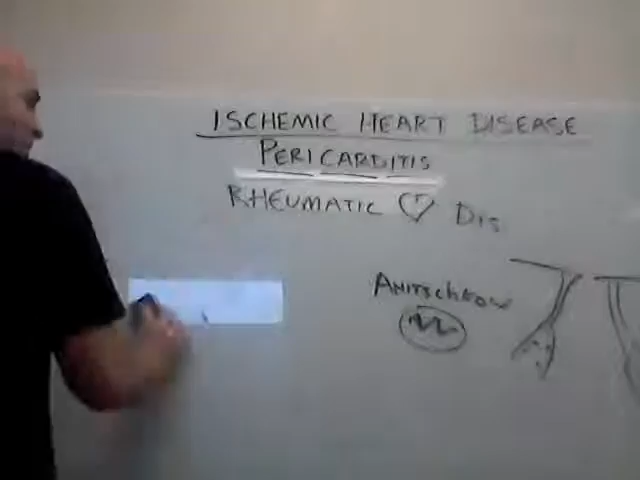 ISCHEMIC HEART DISEASE
PERICARDITIS
RHEUMATIC ♡ DIS
ANITSCHKOW